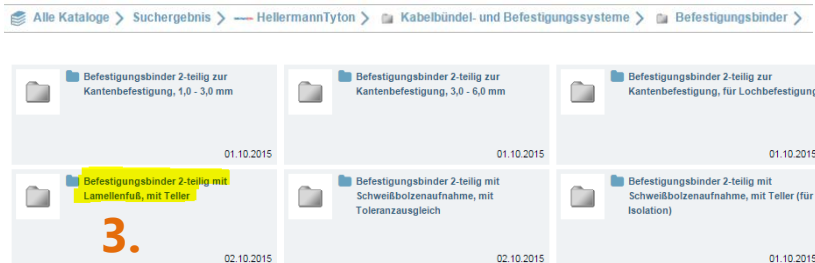 Alle Kataloge > Suchergebnis > HellermannTyton > Kabelbündel- und Befestigungssysteme > Befestigungsbinder >
Befestigungsbinder 2-teilig zur
Kantenbefestigung, 1,0 - 3,0 mm
01.10.2015
Befestigungsbinder 2-teilig zur
Kantenbefestigung, 3,0 - 6,0 mm
01.10.2015
Befestigungsbinder 2-teilig zur
Kantenbefestigung, für Lochbefestigung
01.10.2015
Befestigungsbinder 2-teilig mit
Lamellenfuß, mit Teller
3.
02.10.2015
Befestigungsbinder 2-teilig mit
Schweißbolzenaufnahme, mit
Toleranzausgleich
02.10.2015
Befestigungsbinder 2-teilig mit
Schweißbolzenaufnahme, mit Teller (für
Isolation)
01.10.2015